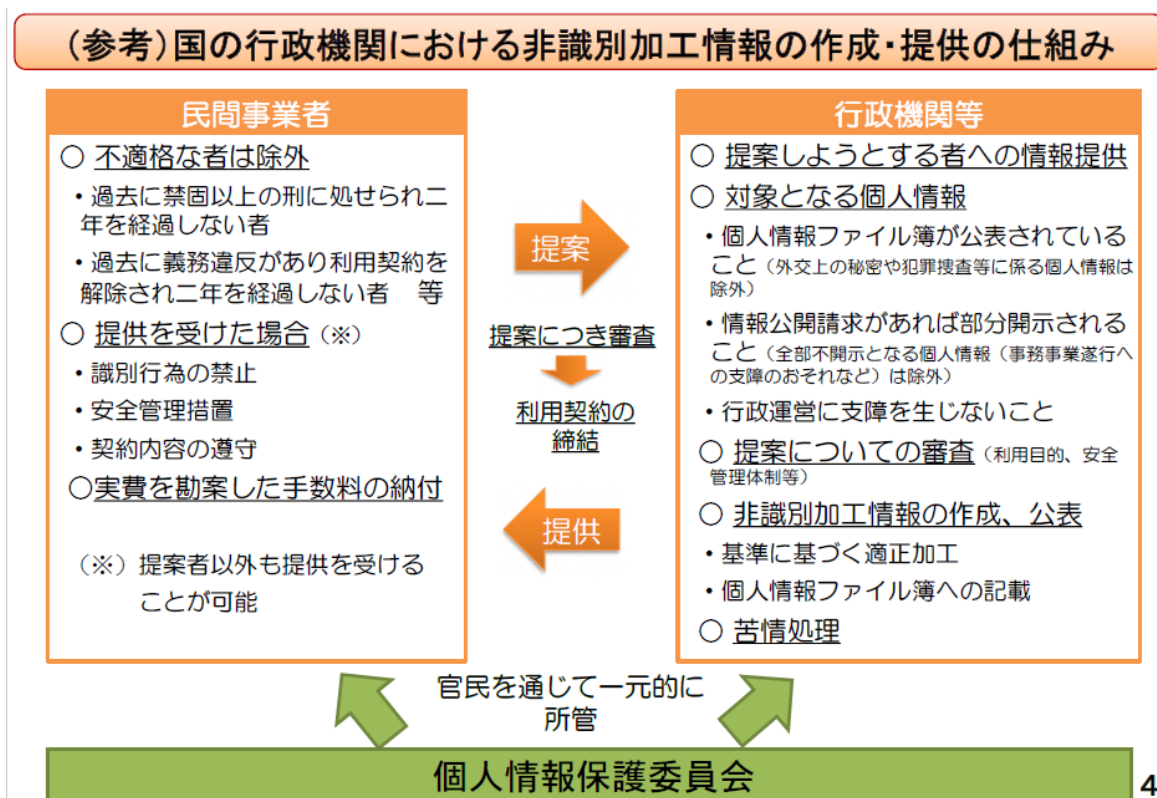 (参考)国の行政機関における非識別加工情報の作成・提供の仕組み
民間事業者
○ 不適格な者は除外
・過去に禁固以上の刑に処せられ二
年を経過しない者
・過去に義務違反があり利用契約を
解除され二年を経過しない者 等
○ 提供を受けた場合(※)
・識別行為の禁止
・安全管理措置
・契約内容の遵守
○実費を勘案した手数料の納付
(※)提案者以外も提供を受ける
ことが可能
提案
提案につき審査
利用契約の
締結
提供
行政機関等
○ 提案しようとする者への情報提供
○ 対象となる個人情報
・個人情報ファイル簿が公表されている
こと(外交上の秘密や犯罪捜査等に係る個人情報は
除外)
・情報公開請求があれば部分開示される
こと(全部不開示となる個人情報(事務事業遂行へ
の支障のおそれなど)は除外)
・行政運営に支障を生じないこと
○ 提案についての審査(利用目的、安全
管理体制等)
○ 非識別加工情報の作成、公表
・基準に基づく適正加工
・個人情報ファイル簿への記載
○ 苦情処理
官民を通じて一元的に
所管
個人情報保護委員会
4